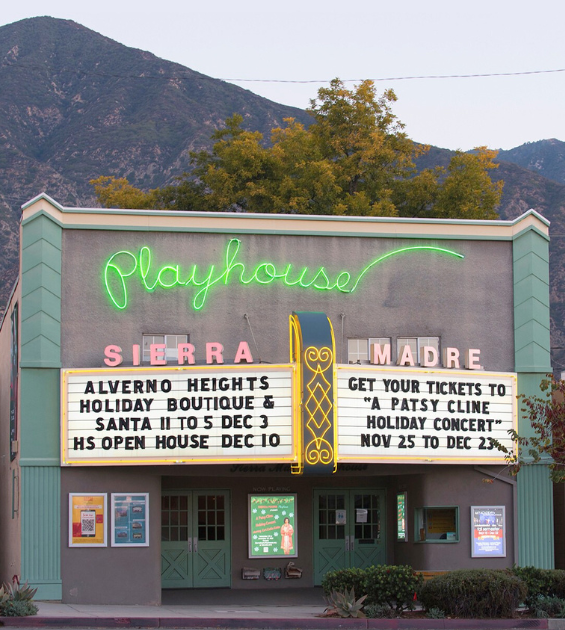 Playhouse
SIERRA MADRE
ALVERNO HEIGHTS
HOLIDAY BOUTIQUE &
SANTA 11 TO 5 DEC 3
HS OPEN HOUSE DEC 10
GET YOUR TICKETS TO
"A PATSY CLINE
HOLIDAY CONCERT"
NOV 25 TO DEC 23